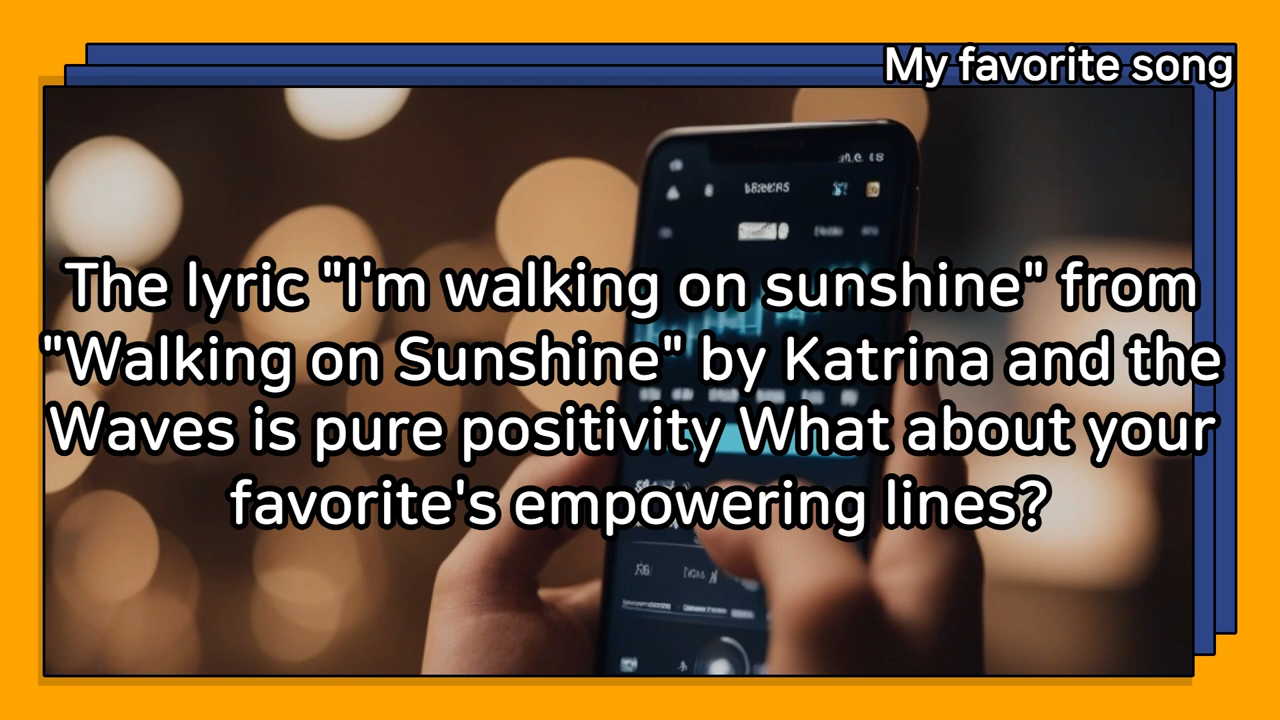 My favorite song
The lyric "I'm walking on sunshine" from
"Walking on Sunshine" by Katrina and the
Waves is pure positivity What about your
favorite's empowering lines?